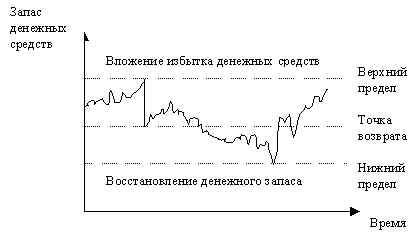 Запас
денежных
средств
Вложение избытка денежных средств
Верхний
предел
Точка
возврата
Нижний
предел
Восстановление денежного запаса
Время